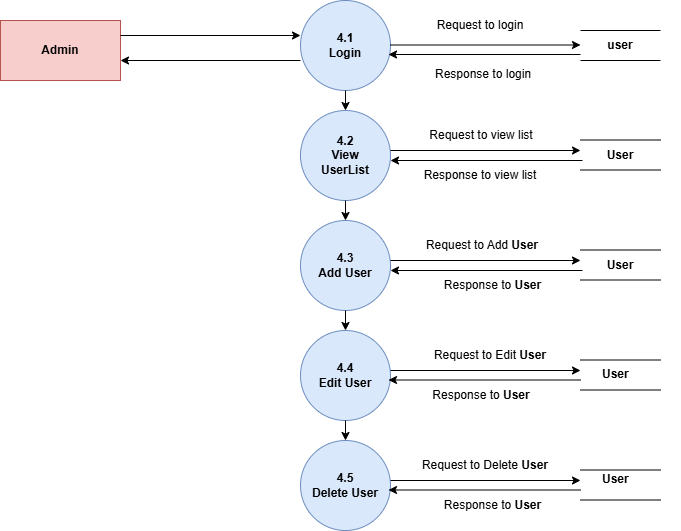 Admin
4.1
Login
Request to login
Response to login
user
4.2
View
UserList
Request to view list
Response to view list
User
4.3
Add User
Request to Add User
Response to User
User
4.4
Edit User
Request to Edit User
Response to User
User
4.5
Delete User
Request to Delete User
Response to User
User